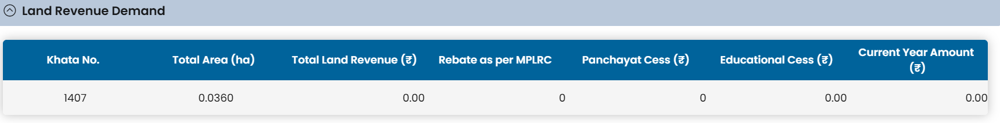 Land Revenue Demand
Khata No. Total Area (ha) Total Land Revenue (₹) Rebate as per MPLRC Panchayat Cess (₹) Educational Cess (₹) Current Year Amount
(₹)
1407 0.0360 0.00 0 0 0.00 0.00